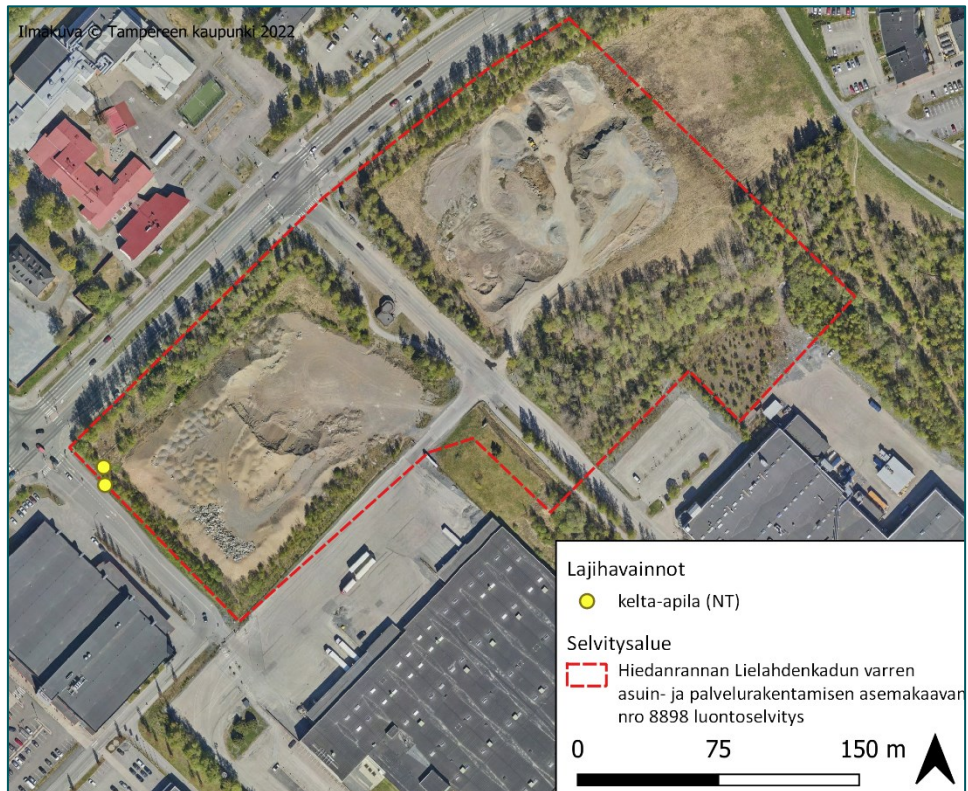 Ilmakuva © Tampereen kaupunki 2022
Lajihavainnot
kelta-apila (NT)
Selvitysalue
Hiedanrannan Lielahdenkadun varren
asuin- ja palvelurakentamisen asemakaavan
nro 8898 luontoselvitys
0 75 150 m